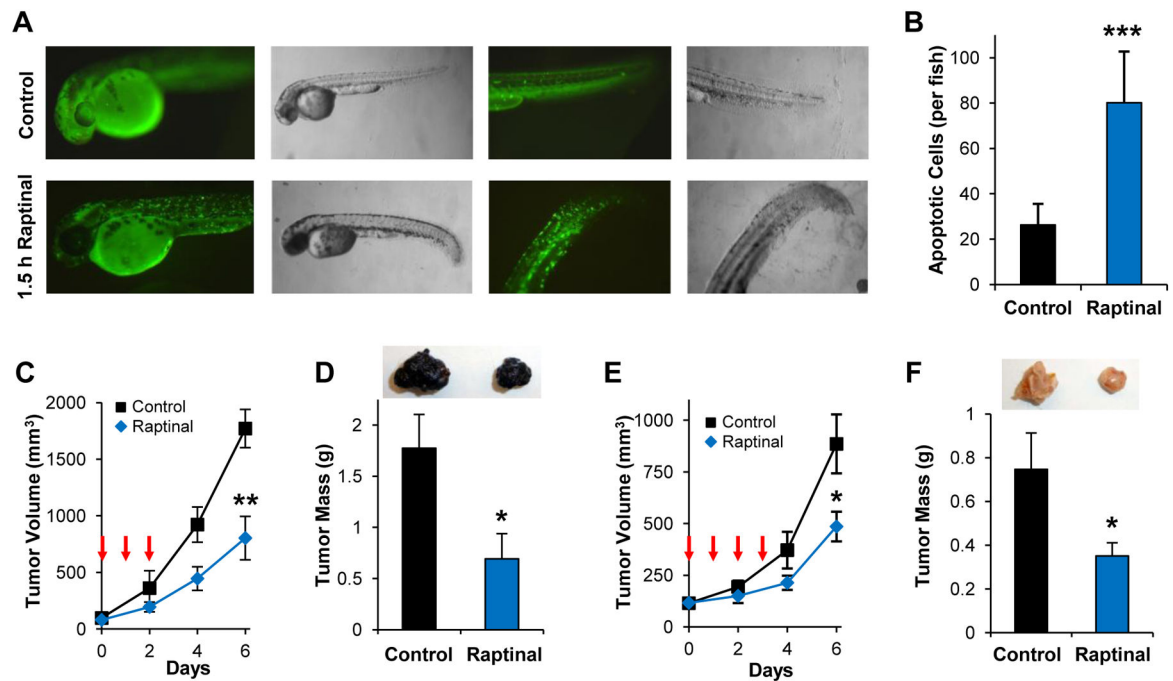 A
Control
1.5 h Raptinal
B
Apoptotic Cells (per fish)
120
100
80
60
40
20
0
***
Control
Raptinal
C
Tumor Volume (mm³)
2000
1500
1000
500
0
Control
Raptinal
**
0
2
4
6
Days
D
Tumor Mass (g)
2
1.5
1
0.5
0
*
Control
Raptinal
E
Tumor Volume (mm³)
1000
750
500
250
0
Control
Raptinal
*
0
2
4
6
Days
F
Tumor Mass (g)
1
0.8
0.6
0.4
0.2
0
*
Control
Raptinal